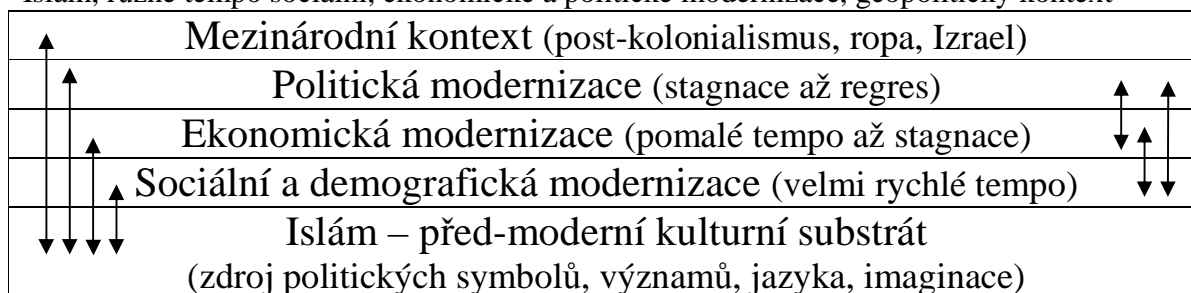 Islám, různé tempo sociální, ekonomické a politické modernizace, geopolitický kontext
Mezinárodní kontext (post-kolonialismus, ropa, Izrael)
Politická modernizace (stagnace až regres)
Ekonomická modernizace (pomalé tempo až stagnace)
Sociální a demografická modernizace (velmi rychlé tempo)
Islám – před-moderní kulturní substrát
(zdroj politických symbolů, významů, jazyka, imaginace)